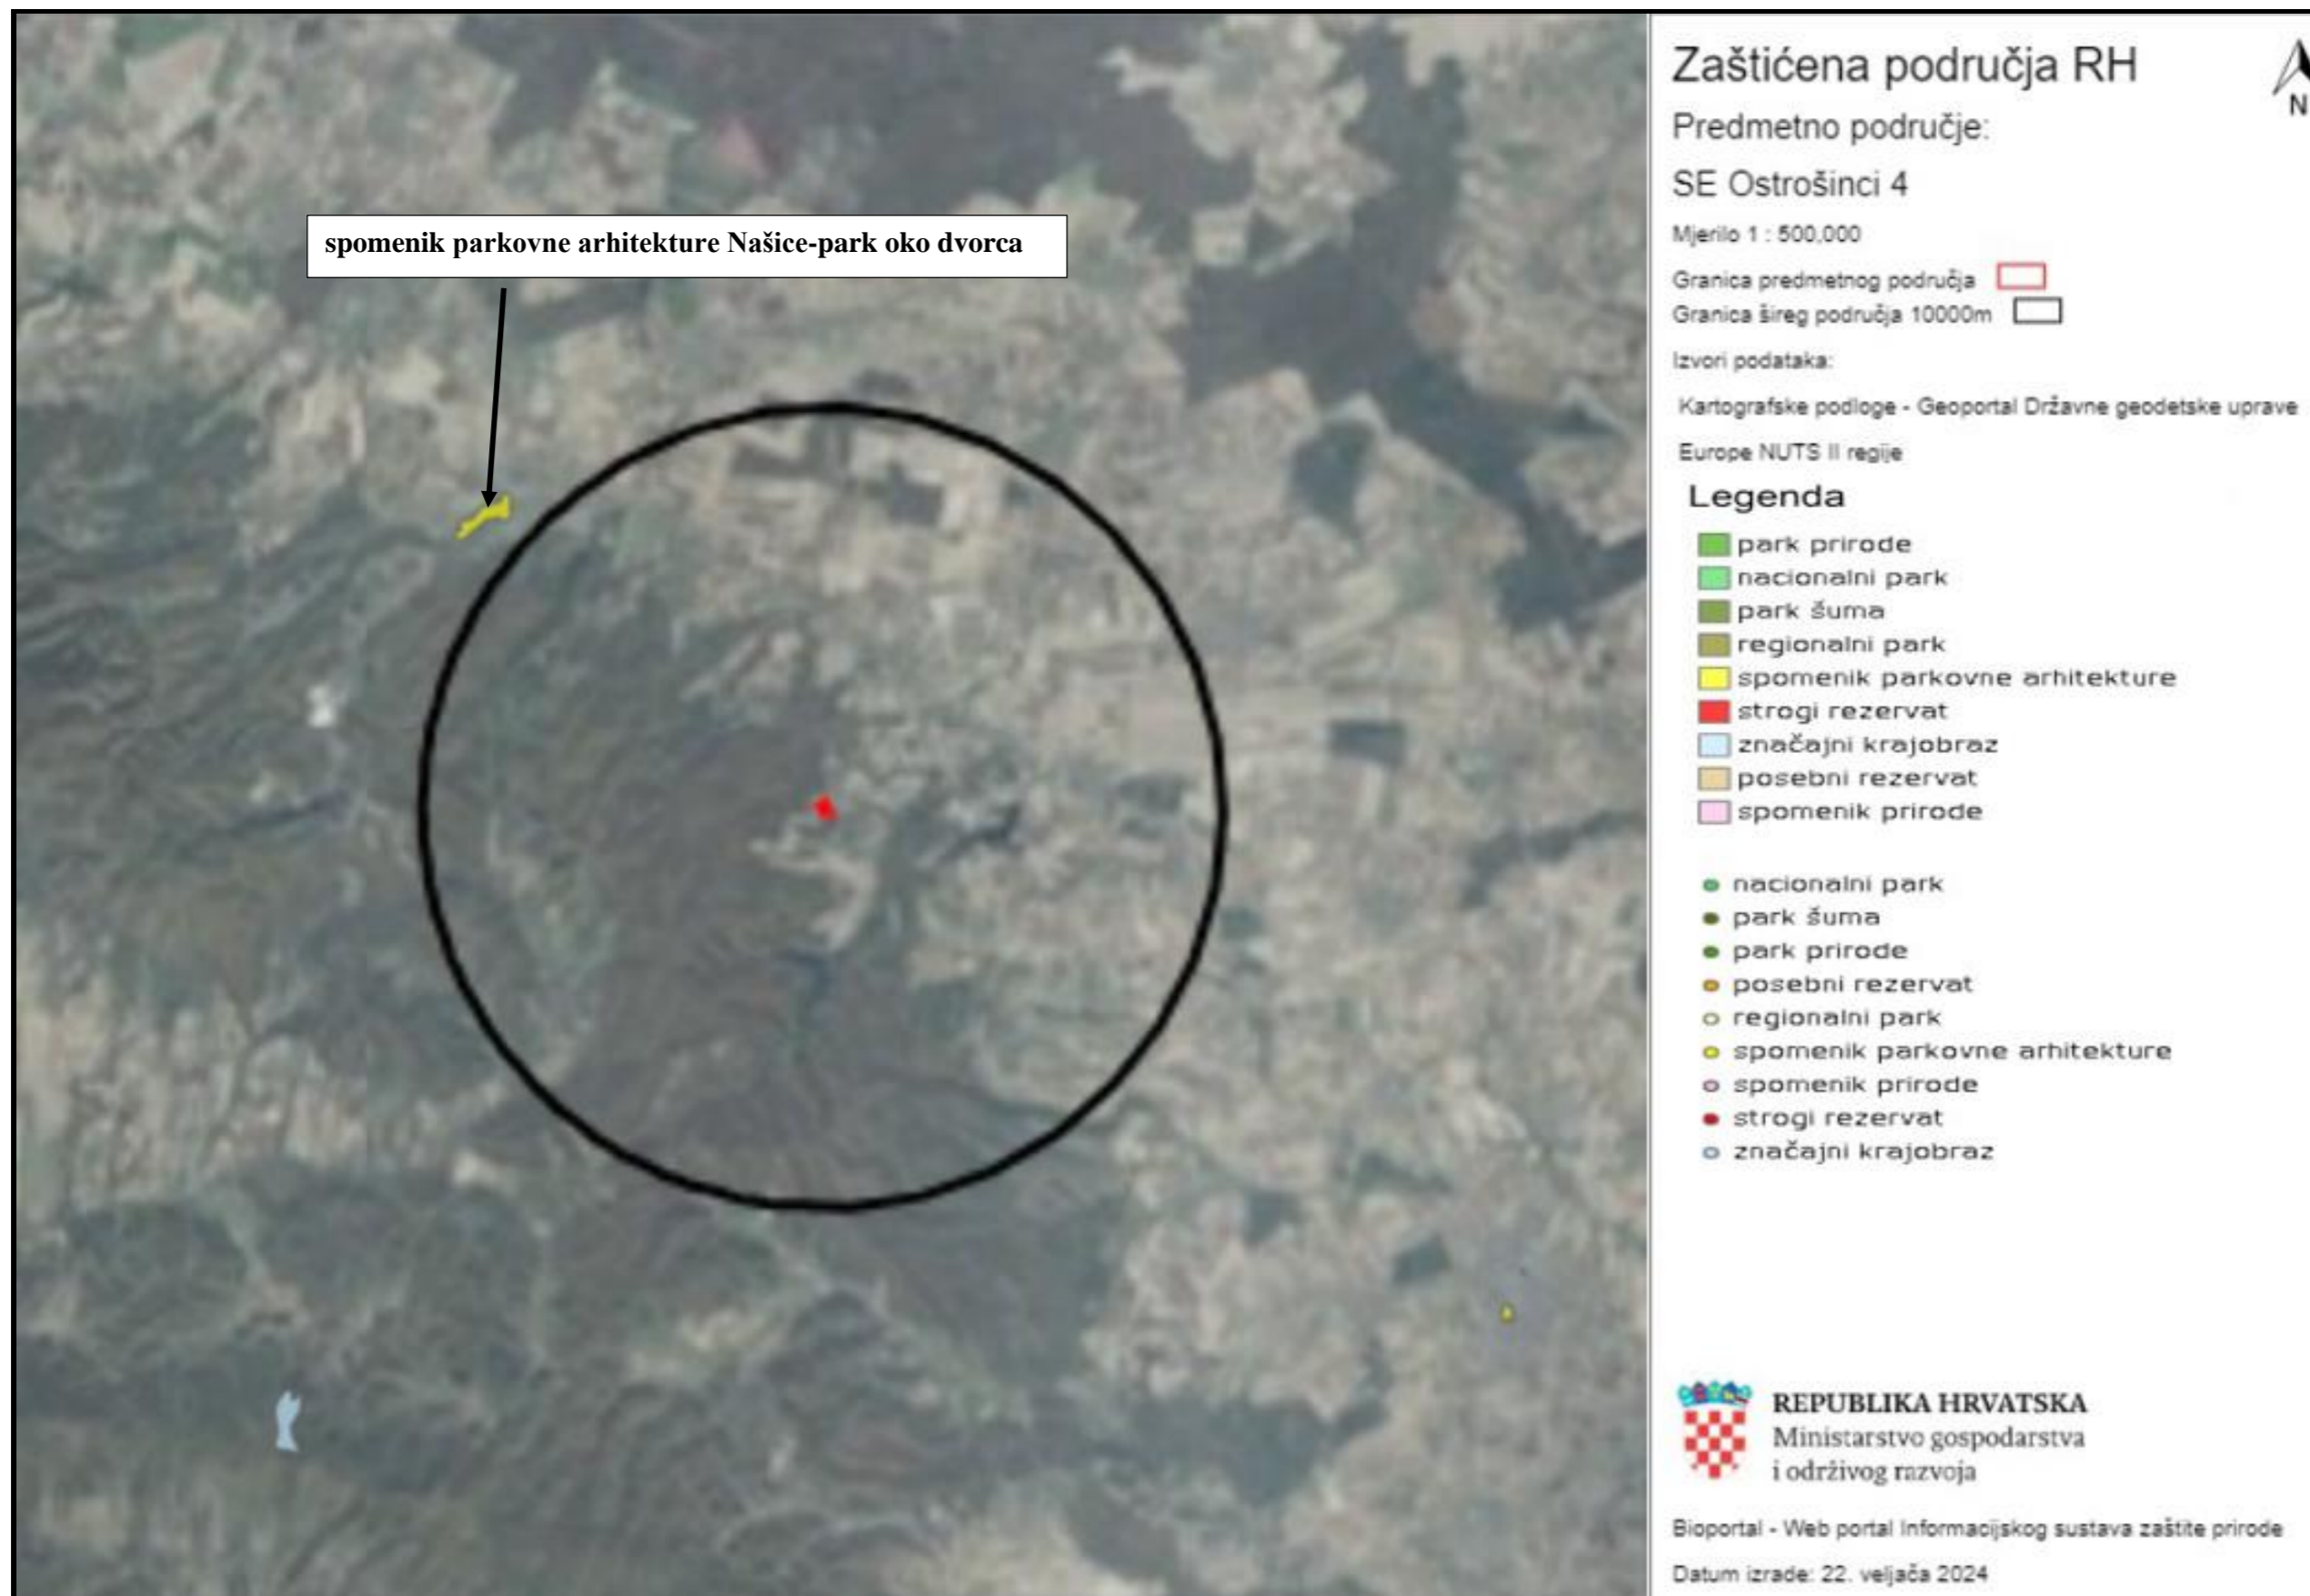 spomenik parkovne arhitekture Našice-park oko dvorca
Zaštićena područja RH
N
Predmetno područje:
SE Ostrošinci 4
Mjerilo 1 : 500,000
Granica predmetnog područja
Granica šireg područja 10000m
Izvori podataka:
Kartografske podloge - Geoportal Državne geodetske uprave
Europe NUTS II regije
Legenda
park prirode
nacionalni park
park šuma
regionalni park
spomenik parkovne arhitekture
strogi rezervat
značajni krajobraz
posebni rezervat
spomenik prirode
nacionalni park
park šuma
park prirode
posebni rezervat
regionalni park
spomenik parkovne arhitekture
spomenik prirode
strogi rezervat
značajni krajobraz
REPUBLIKA HRVATSKA
Ministarstvo gospodarstva
i održivog razvoja
Bioportal - Web portal Informacijskog sustava zaštite prirode
Datum izrade: 22. veljača 2024